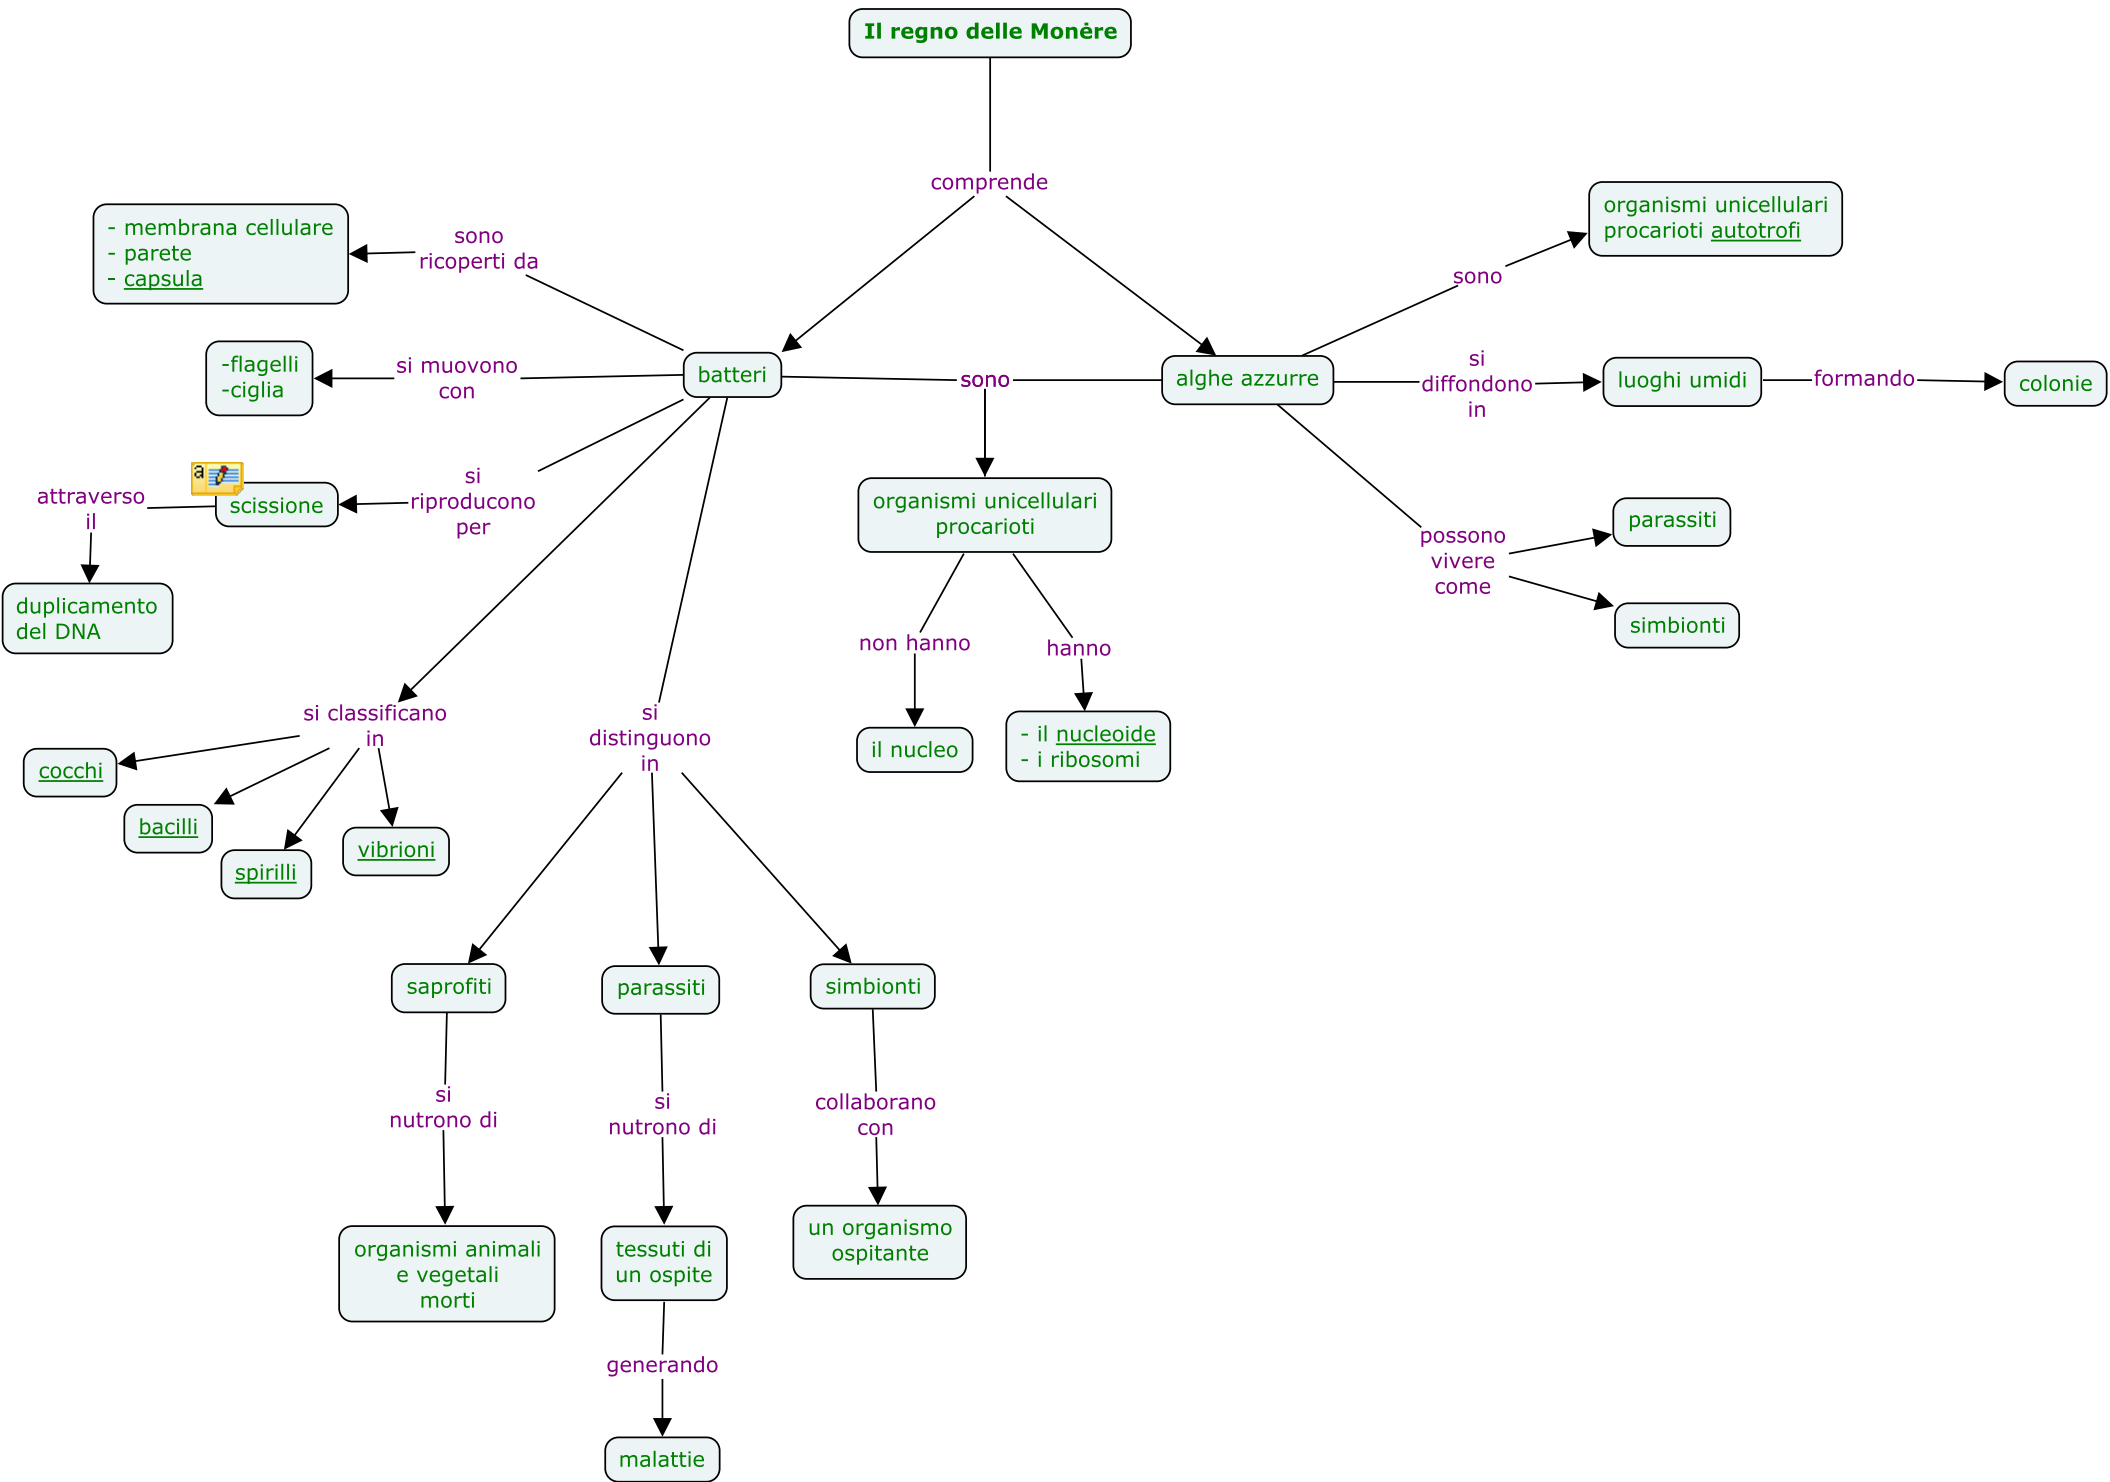 Il regno delle Monėre
comprende
- membrana cellulare
- parete
- capsula
sono
ricoperti da
organismi unicellulari
procarioti autotrofi
sono
-flagelli
-ciglia
si muovono
con
batteri
sono
alghe azzurre
si
diffondono
in
luoghi umidi
formando
colonie
attraverso
il
a
scissione
si
riproducono
per
organismi unicellulari
procarioti
possono
vivere
come
parassiti
simbionti
duplicamento
del DNA
non hanno
hanno
il nucleo
- il nucleoide
- i ribosomi
si classificano
in
si
distinguono
in
cocchi
bacilli
spirilli
vibrioni
saprofiti
parassiti
simbionti
si
nutrono di
si
nutrono di
collaborano
con
organismi animali
e vegetali
morti
tessuti di
un ospite
un organismo
ospitante
generando
malattie